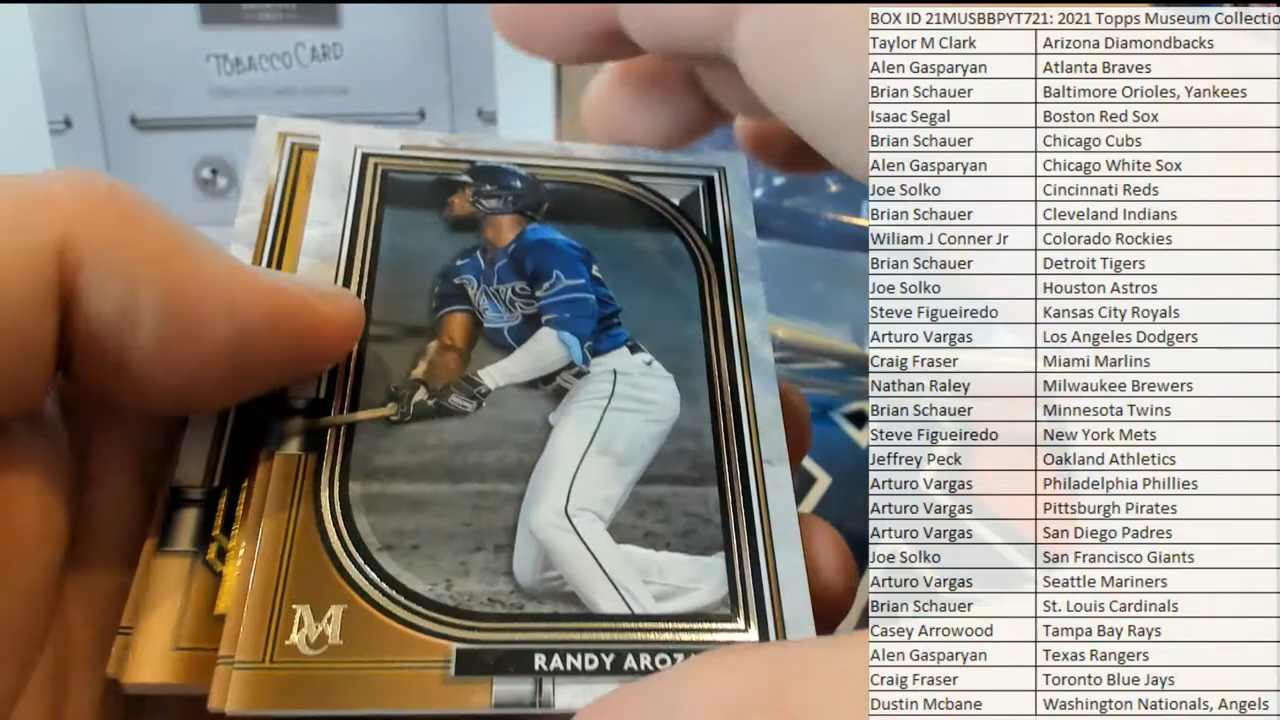 TOBACCO CARD
BOX ID 21MUSBBPYT721: 2021 Topps Museum Collectio
Taylor M Clark Arizona Diamondbacks
Alen Gasparyan Atlanta Braves
Brian Schauer Baltimore Orioles, Yankees
Isaac Segal Boston Red Sox
Brian Schauer Chicago Cubs
Alen Gasparyan Chicago White Sox
Joe Solko Cincinnati Reds
Brian Schauer Cleveland Indians
Wiliam J Conner Jr Colorado Rockies
Brian Schauer Detroit Tigers
Joe Solko Houston Astros
Steve Figueiredo Kansas City Royals
Arturo Vargas Los Angeles Dodgers
Craig Fraser Miami Marlins
Nathan Raley Milwaukee Brewers
Brian Schauer Minnesota Twins
Steve Figueiredo New York Mets
Jeffrey Peck Oakland Athletics
Arturo Vargas Philadelphia Phillies
Arturo Vargas Pittsburgh Pirates
Arturo Vargas San Diego Padres
Joe Solko San Francisco Giants
Arturo Vargas Seattle Mariners
Brian Schauer St. Louis Cardinals
Casey Arrowood Tampa Bay Rays
Alen Gasparyan Texas Rangers
Craig Fraser Toronto Blue Jays
Dustin Mcbane Washington Nationals, Angels
RAYS
MC
RANDY AROZ